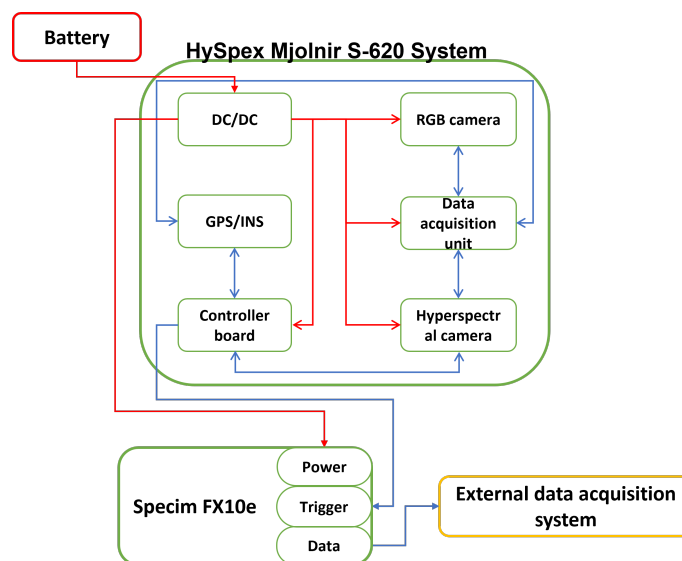 Battery
HySpex Mjolnir S-620 System
DC/DC
RGB camera
GPS/INS
Data
acquisition
unit
Controller
board
Hyperspectr
al camera
Specim FX10e
Power
Trigger
Data
External data acquisition
system